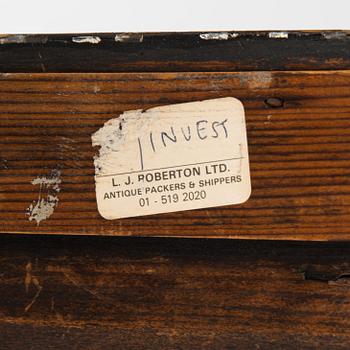 INVEST
L. J. ROBERTON LTD.
ANTIQUE PACKERS & SHIPPERS
01 - 519 2020